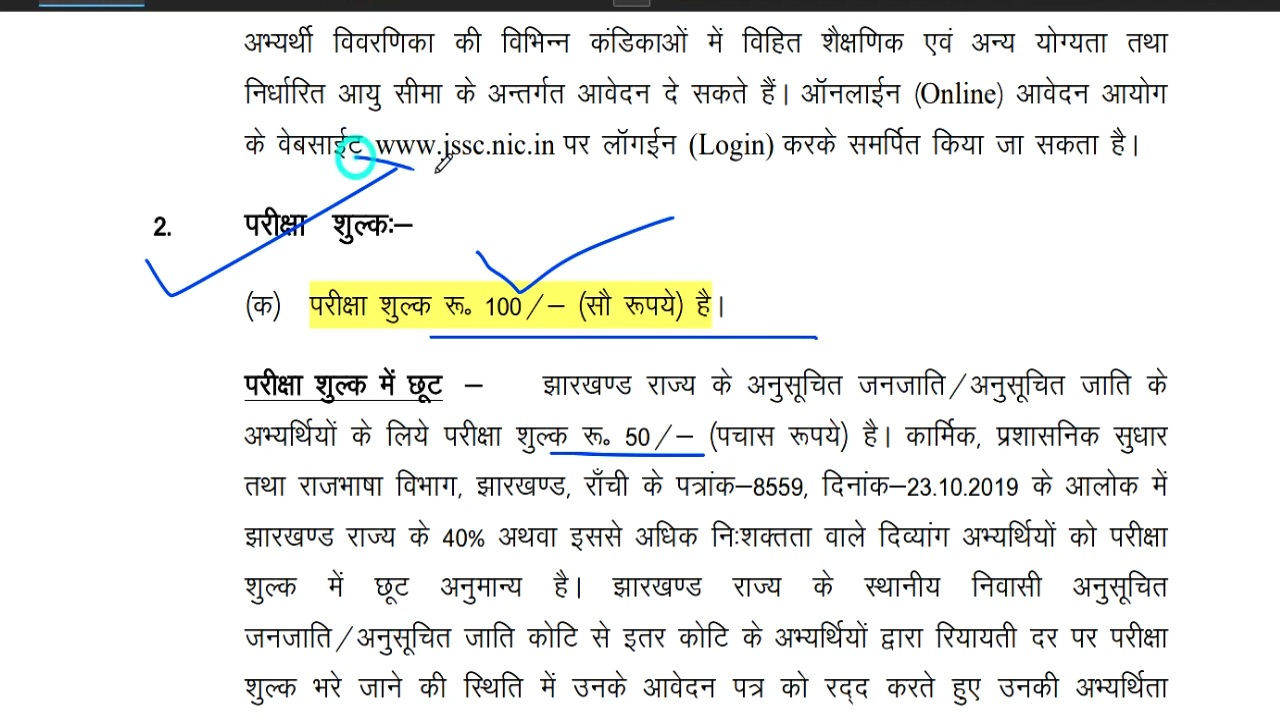 अभ्यर्थी विवरणिका की विभिन्न कंडिकाओं में विहित शैक्षणिक एवं अन्य योग्यता तथा
निर्धारित आयु सीमा के अन्तर्गत आवेदन दे सकते हैं। ऑनलाईन (Online) आवेदन आयोग
के वेबसाईट www.jssc.nic.in पर लॉगईन (Login) करके समर्पित किया जा सकता है।
2. परीक्षा शुल्कः–
(क) परीक्षा शुल्क रू० 100/– (सौ रूपये) है।
परीक्षा शुल्क में छूट – झारखण्ड राज्य के अनुसूचित जनजाति/अनुसूचित जाति के
अभ्यर्थियों के लिये परीक्षा शुल्क रू० 50/– (पचास रूपये) है। कार्मिक, प्रशासनिक सुधार
तथा राजभाषा विभाग, झारखण्ड, राँची के पत्रांक–8559, दिनांक–23.10.2019 के आलोक में
झारखण्ड राज्य के 40% अथवा इससे अधिक निःशक्तता वाले दिव्यांग अभ्यर्थियों को परीक्षा
शुल्क में छूट अनुमान्य है। झारखण्ड राज्य के स्थानीय निवासी अनुसूचित
जनजाति/अनुसूचित जाति कोटि से इतर कोटि के अभ्यर्थियों द्वारा रियायती दर पर परीक्षा
शुल्क भरे जाने की स्थिति में उनके आवेदन पत्र को रद्द करते हुए उनकी अभ्यर्थिता